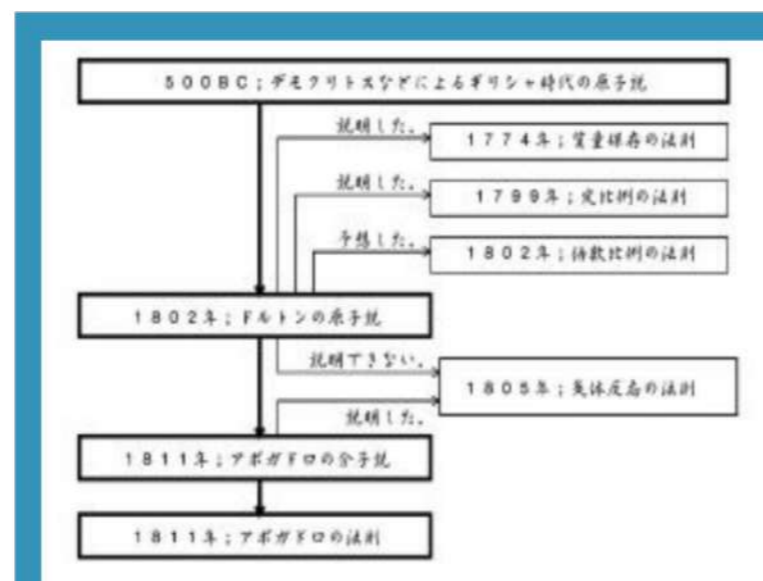 500BC;デモクリトスなどによるギリシャ時代の原子説
説明した。
1774年;質量保存の法則
説明した。
1799年;定比例の法則
予想した。
1802年;倍数比例の法則
1802年;ドルトンの原子説
説明できない。
1805年;気体反応の法則
説明した。
1811年;アボガドロの分子説
1811年;アボガドロの法則